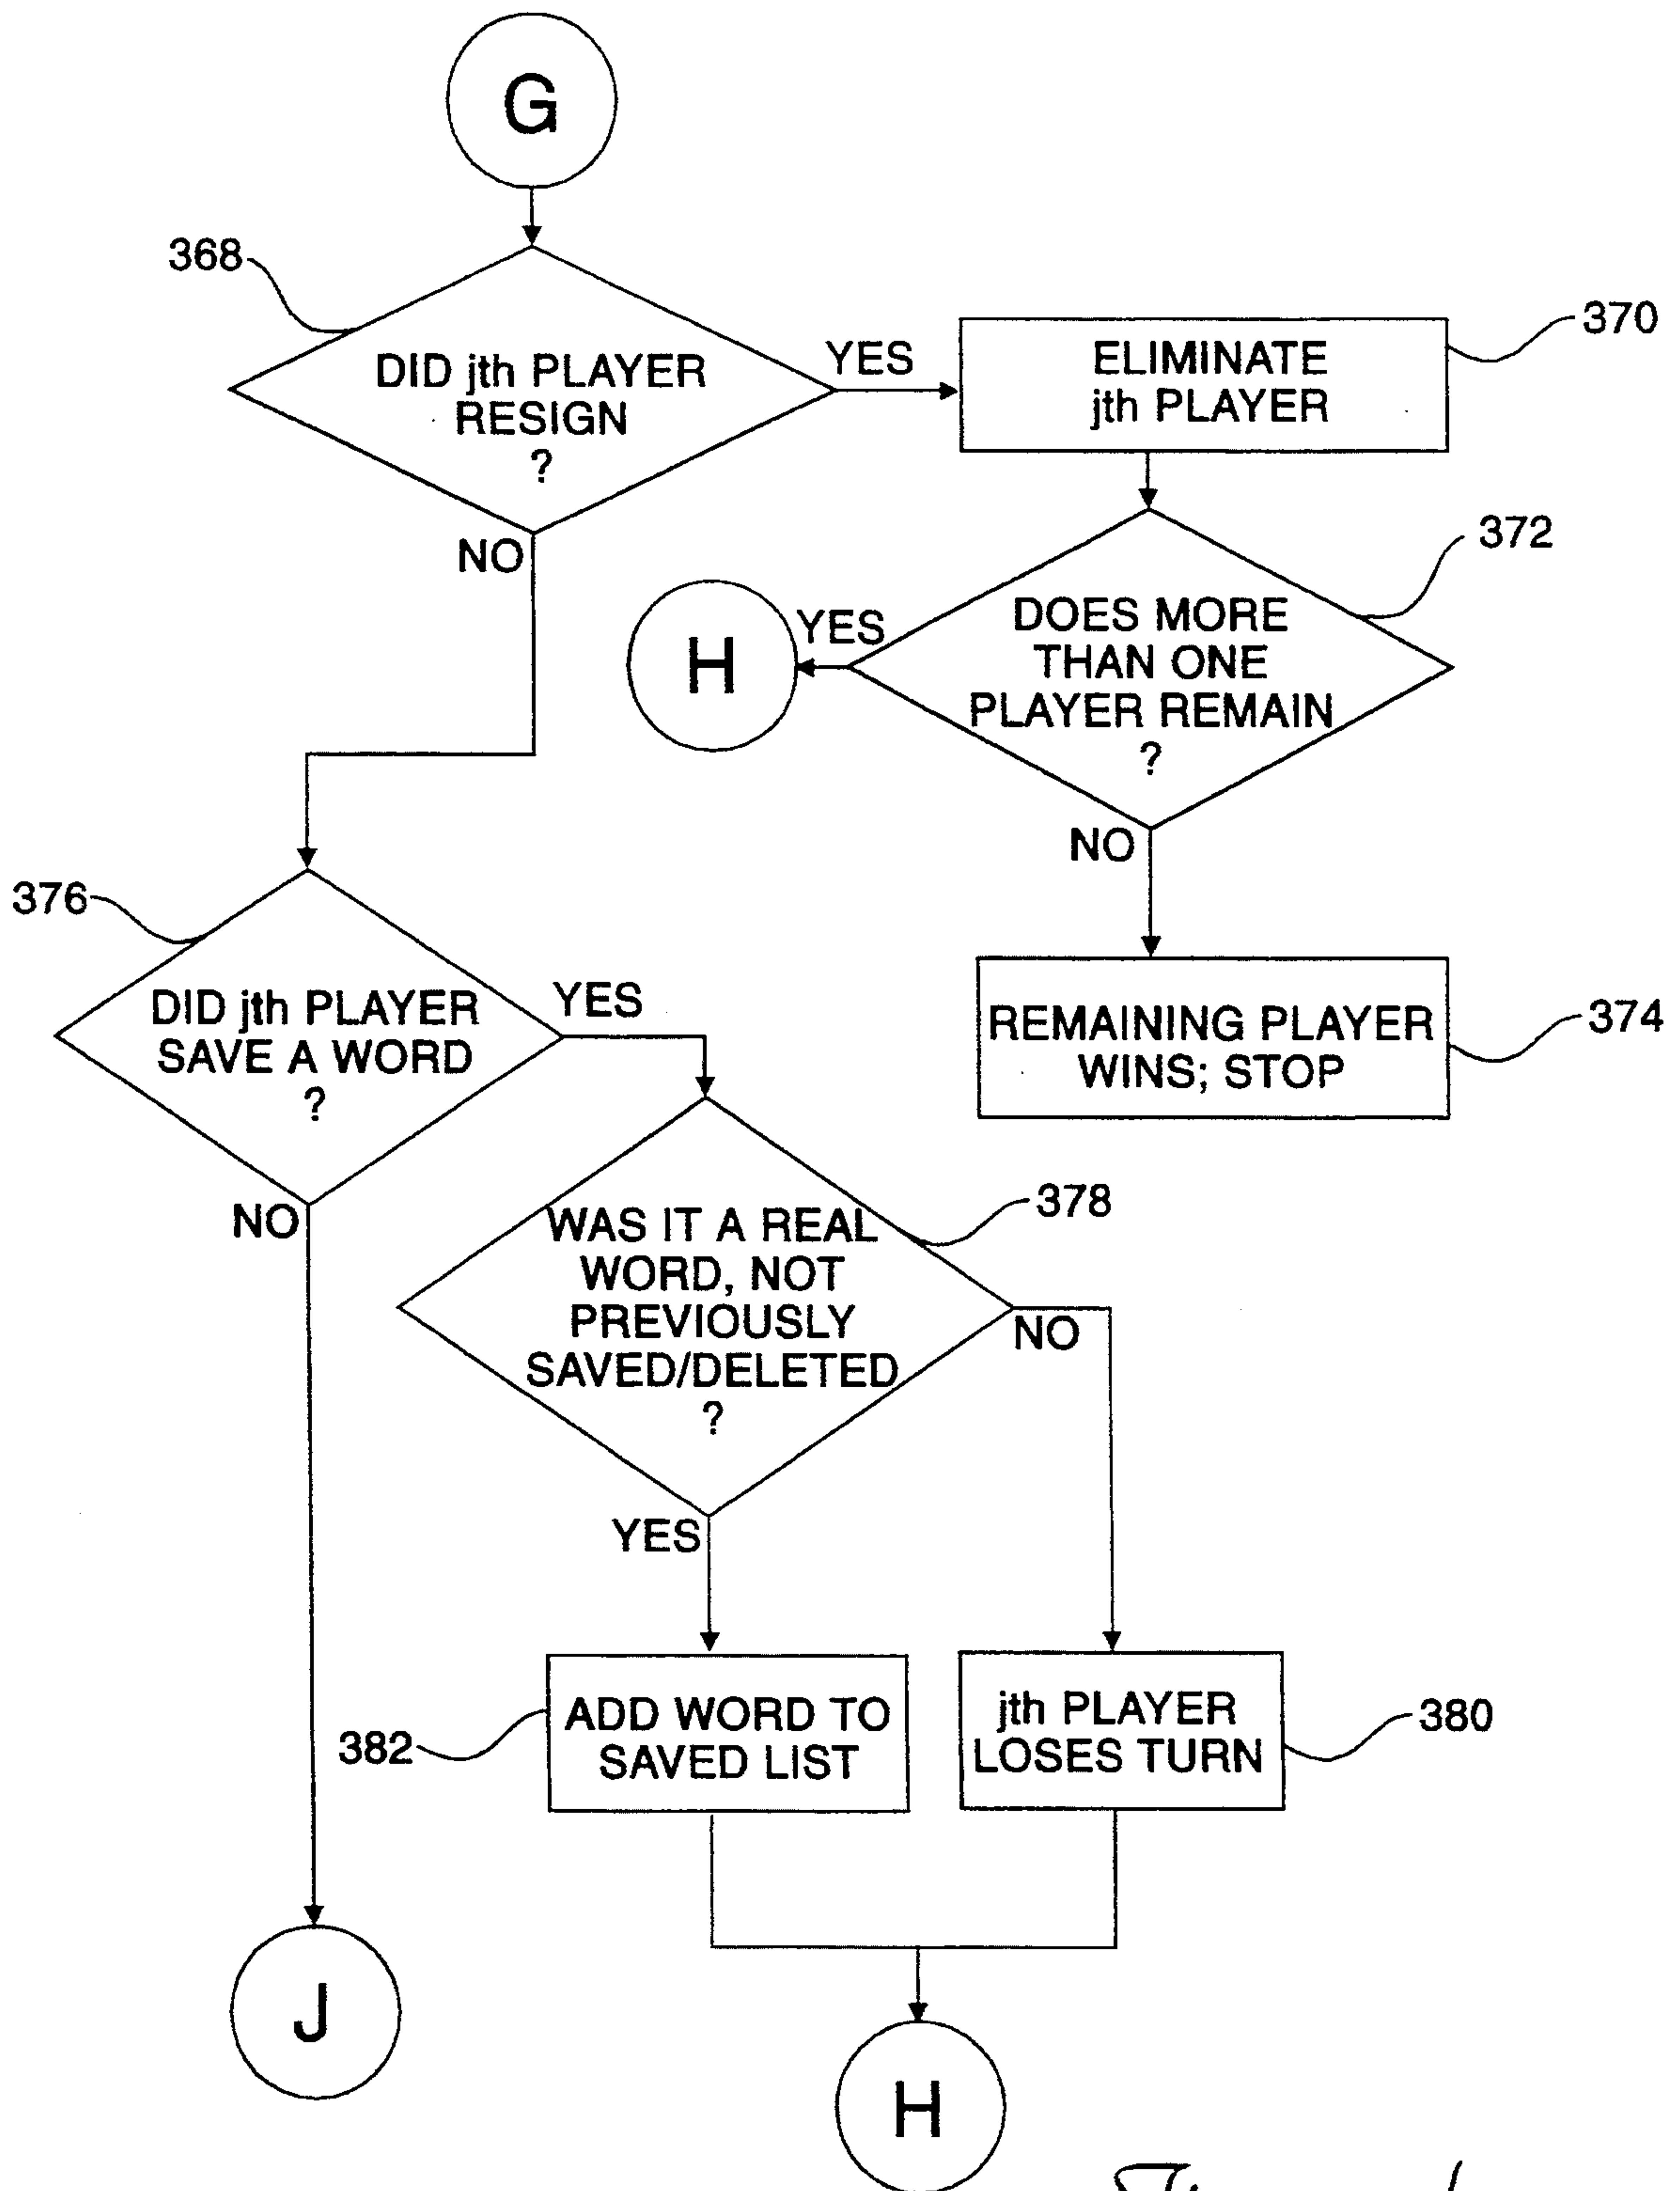 G
368
DID jth PLAYER
RESIGN
?
YES
370
ELIMINATE
jth PLAYER
NO
372
DOES MORE
THAN ONE
PLAYER REMAIN
?
YES
H
NO
374
REMAINING PLAYER
WINS; STOP
376
DID jth PLAYER
SAVE A WORD
?
YES
NO
378
WAS IT A REAL
WORD, NOT
PREVIOUSLY
SAVED/DELETED
?
NO
YES
382
ADD WORD TO
SAVED LIST
jth PLAYER
LOSES TURN
380
J
H